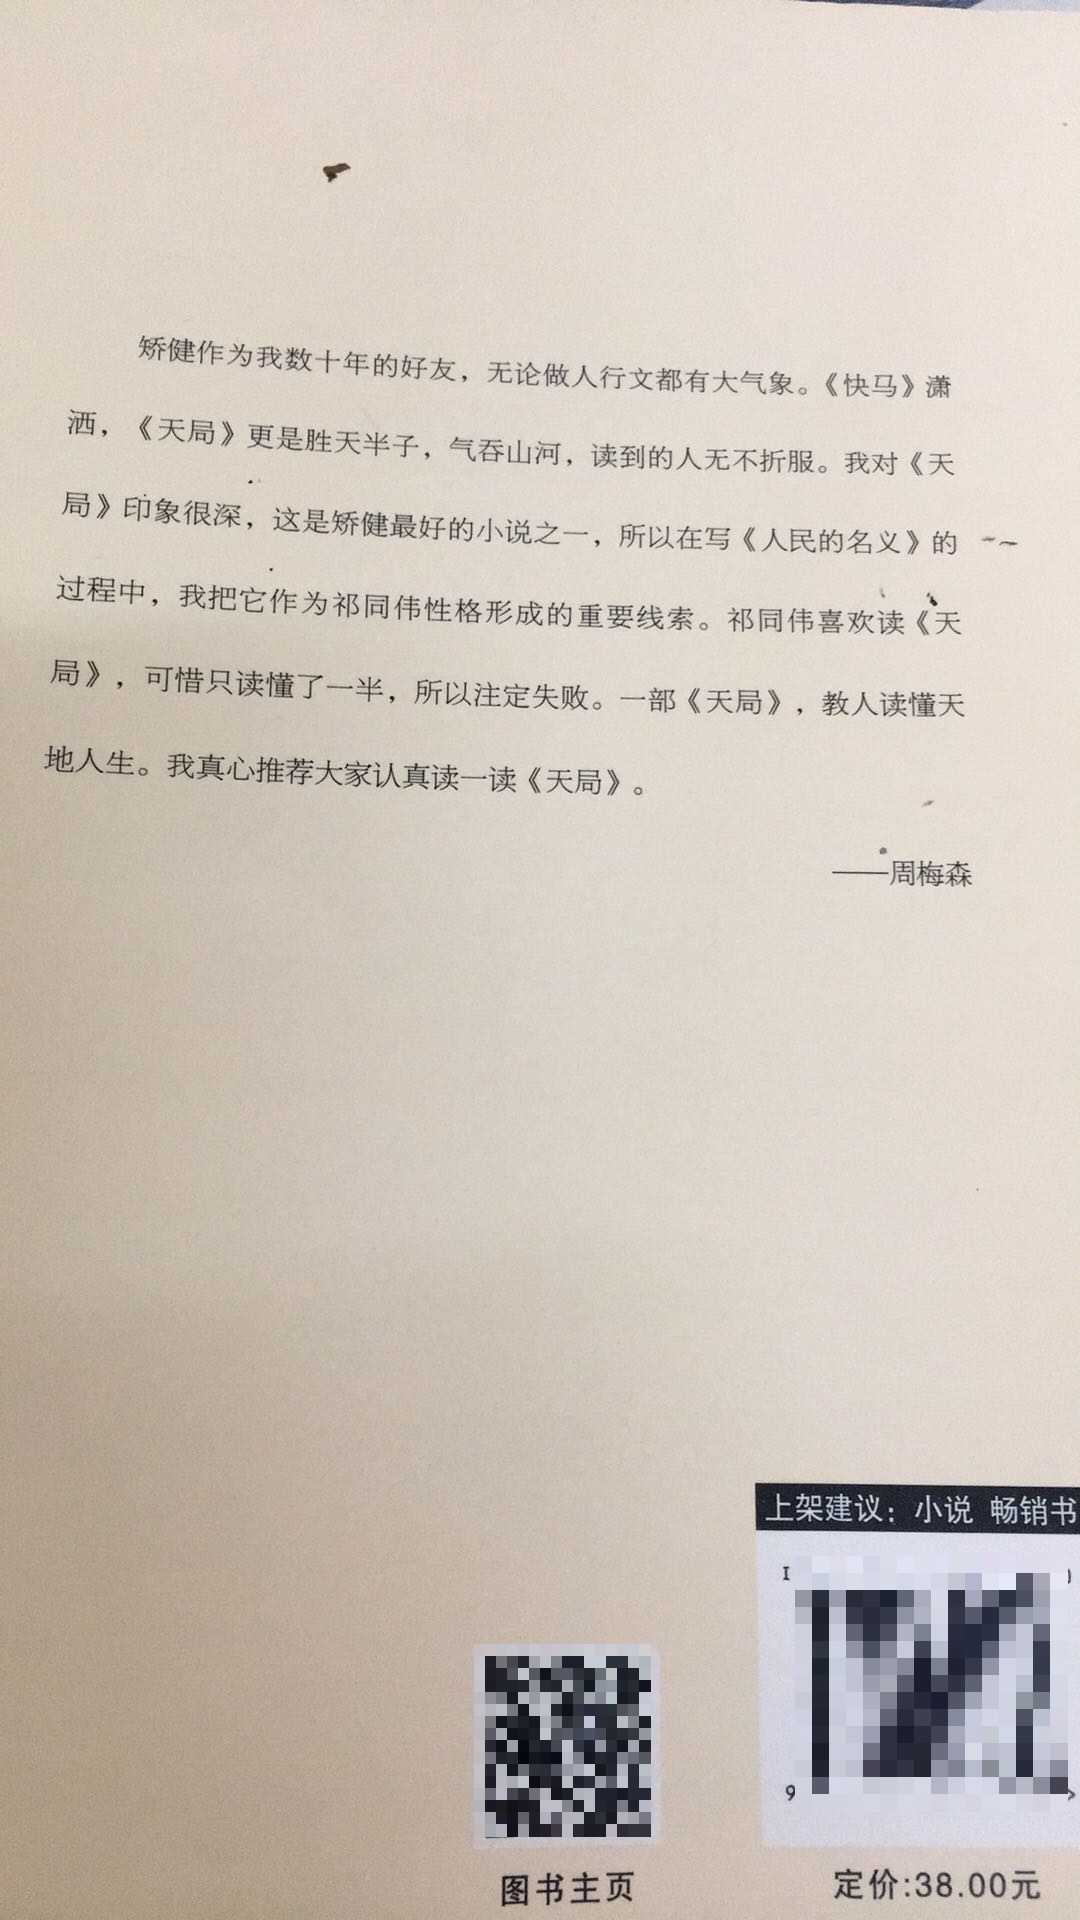 矫健作为我数十年的好友，无论做人行文都有大气象。《快马》潇
洒，《天局》更是胜天半子，气吞山河，读到的人无不折服。我对《天
局》印象很深，这是矫健最好的小说之一，所以在写《人民的名义》的
过程中，我把它作为祁同伟性格形成的重要线索。祁同伟喜欢读《天
局》，可惜只读懂了一半，所以注定失败。一部《天局》，教人读懂天
地人生。我真心推荐大家认真读一读《天局》。
——周梅森
上架建议：小说 畅销书
I
9 >
图书主页
定价:38.00元